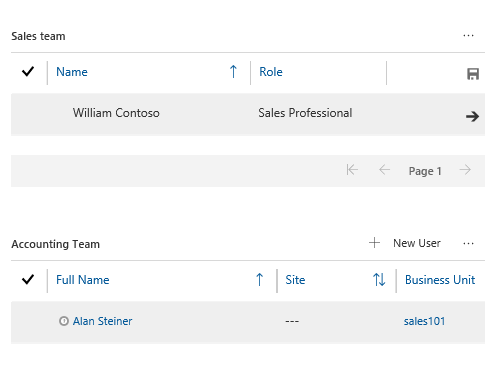 Sales team ...
Name Role
William Contoso Sales Professional
Page 1
Accounting Team + New User ...
Full Name Site Business Unit
Alan Steiner --- sales101